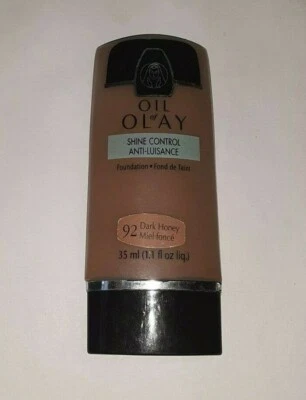 OIL
of
OLAY
SHINE CONTROL
ANTI-LUISANCE
Foundation • Fond de Teint
92 Dark Honey
Miel foncé
35 ml (1.1 fl oz liq.)